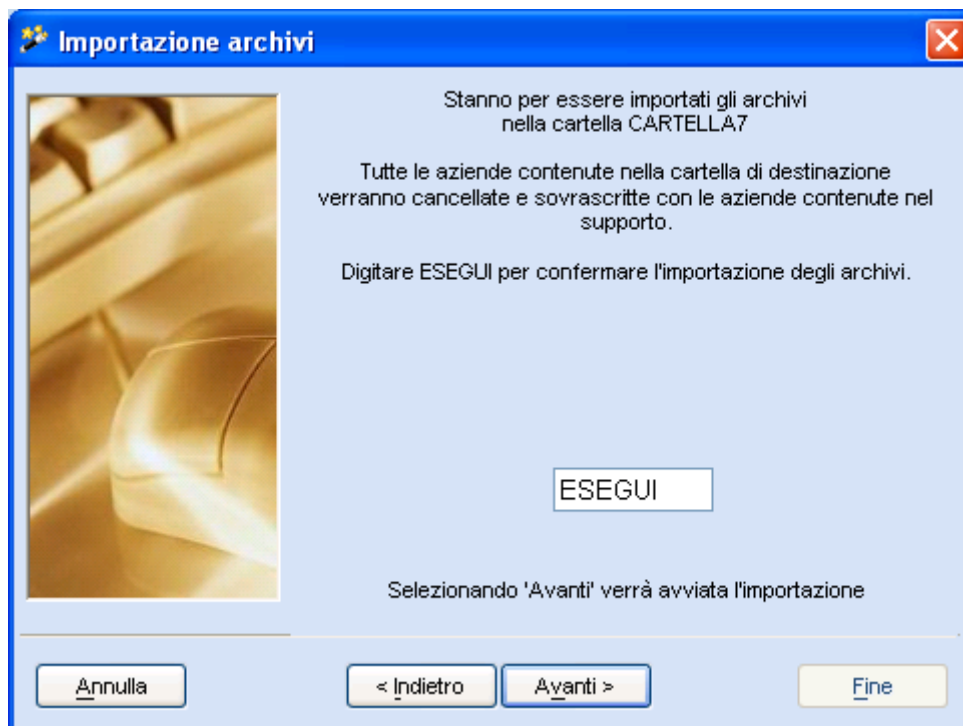 Importazione archivi
Stanno per essere importati gli archivi
nella cartella CARTELLA7
Tutte le aziende contenute nella cartella di destinazione
verranno cancellate e sovrascritte con le aziende contenute nel
supporto.
Digitare ESEGUI per confermare l'importazione degli archivi.
ESEGUI
Selezionando 'Avanti' verrà avviata l'importazione
Annulla
< Indietro
Avanti >
Fine